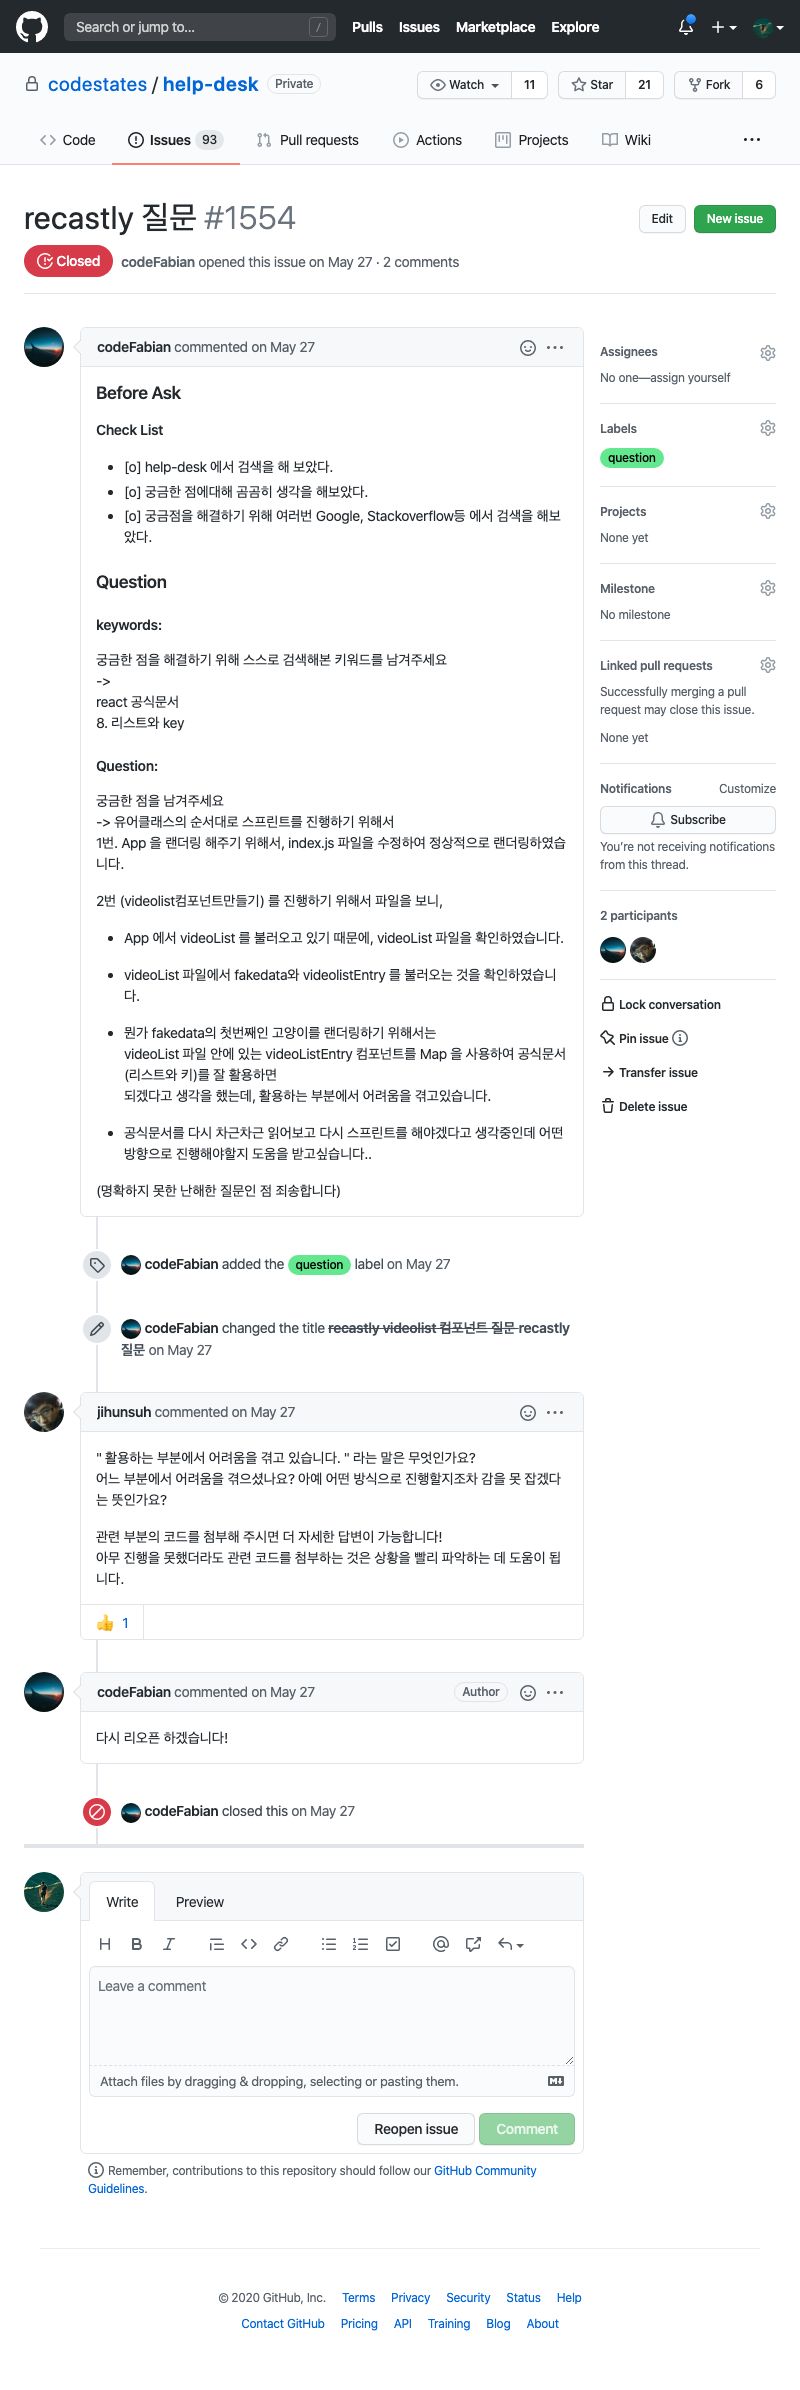 Search or jump to... /
Pulls Issues Marketplace Explore
codestates / help-desk Private
Watch 11 Star 21 Fork 6
Code Issues 93 Pull requests Actions Projects Wiki ...
recastly 질문 #1554
Edit New issue
Closed codeFabian opened this issue on May 27 · 2 comments
codeFabian commented on May 27
Before Ask
Check List
• [o] help-desk 에서 검색을 해 보았다.
• [o] 궁금한 점에대해 곰곰히 생각을 해보았다.
• [o] 궁금점을 해결하기 위해 여러번 Google, Stackoverflow등 에서 검색을 해보
았다.
Question
keywords:
궁금한 점을 해결하기 위해 스스로 검색해본 키워드를 남겨주세요
->
react 공식문서
8. 리스트와 key
Question:
궁금한 점을 남겨주세요
-> 유어클래스의 순서대로 스프린트를 진행하기 위해서
1번. App 을 랜더링 해주기 위해서, index.js 파일을 수정하여 정상적으로 랜더링하였습
니다.
2번 (videolist컴포넌트만들기) 를 진행하기 위해서 파일을 보니,
• App 에서 videoList 를 불러오고 있기 때문에, videoList 파일을 확인하였습니다.
• videoList 파일에서 fakedata와 videolistEntry 를 불러오는 것을 확인하였습니
다.
• 뭔가 fakedata의 첫번째인 고양이를 랜더링하기 위해서는
videoList 파일 안에 있는 videoListEntry 컴포넌트를 Map 을 사용하여 공식문서
(리스트와 키)를 잘 활용하면
되겠다고 생각을 했는데, 활용하는 부분에서 어려움을 겪고있습니다.
• 공식문서를 다시 차근차근 읽어보고 다시 스프린트를 해야겠다고 생각중인데 어떤
방향으로 진행해야할지 도움을 받고싶습니다..
(명확하지 못한 난해한 질문인 점 죄송합니다)
Assignees
No one—assign yourself
Labels
question
Projects
None yet
Milestone
No milestone
Linked pull requests
Successfully merging a pull
request may close this issue.
None yet
Notifications Customize
Subscribe
You're not receiving notifications
from this thread.
2 participants
Lock conversation
Pin issue
Transfer issue
Delete issue
codeFabian added the question label on May 27
codeFabian changed the title recastly videolist 컴포넌트 질문 recastly
질문 on May 27
jihunsuh commented on May 27
" 활용하는 부분에서 어려움을 겪고 있습니다. " 라는 말은 무엇인가요?
어느 부분에서 어려움을 겪으셨나요? 아예 어떤 방식으로 진행할지조차 감을 못 잡겠다
는 뜻인가요?
관련 부분의 코드를 첨부해 주시면 더 자세한 답변이 가능합니다!
아무 진행을 못했더라도 관련 코드를 첨부하는 것은 상황을 빨리 파악하는 데 도움이 됩
니다.
👍 1
codeFabian commented on May 27 Author
다시 리오픈 하겠습니다!
codeFabian closed this on May 27
Write Preview
Leave a comment
Attach files by dragging & dropping, selecting or pasting them.
Reopen issue Comment
Remember, contributions to this repository should follow our GitHub Community
Guidelines.
© 2020 GitHub, Inc. Terms Privacy Security Status Help
Contact GitHub Pricing API Training Blog About